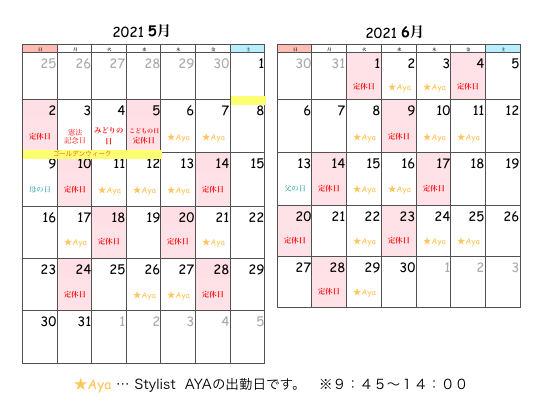 2021 5月
日 月 火 水 木 金 土
25 26 27 28 29 30 1
2 3 4 5 6 7 8
定休日 憲法 みどりの こどもの日 ★Aya ★Aya
記念日 日 定休日
ゴールデンウィーク
9 10 11 12 13 14 15
母の日 定休日 ★Aya ★Aya ★Aya 定休日
16 17 18 19 20 21 22
★Aya 定休日 定休日 ★Aya
23 24 25 26 27 28 29
定休日 ★Aya ★Aya 定休日
30 31 1 2 3 4 5
2021 6月
日 月 火 水 木 金 土
30 31 1 2 3 4 5
定休日 ★Aya ★Aya 定休日
6 7 8 9 10 11 12
★Aya 定休日 ★Aya ★Aya
13 14 15 16 17 18 19
父の日 定休日 ★Aya ★Aya 定休日
20 21 22 23 24 25 26
定休日 ★Aya 定休日 ★Aya ★Aya
27 28 29 30 1 2 3
定休日 ★Aya
★Aya … Stylist AYAの出勤日です。 ※９：４５〜１４：００